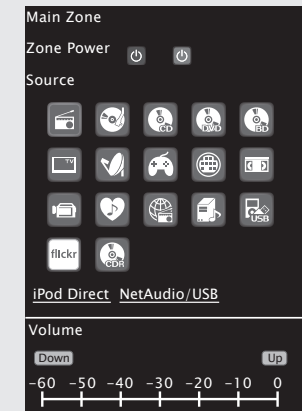 Main Zone
Zone Power
Source
CD DVD BD
TV
USB
flickr CDR
iPod Direct NetAudio/USB
Volume
Down Up
-60 -50 -40 -30 -20 -10 0